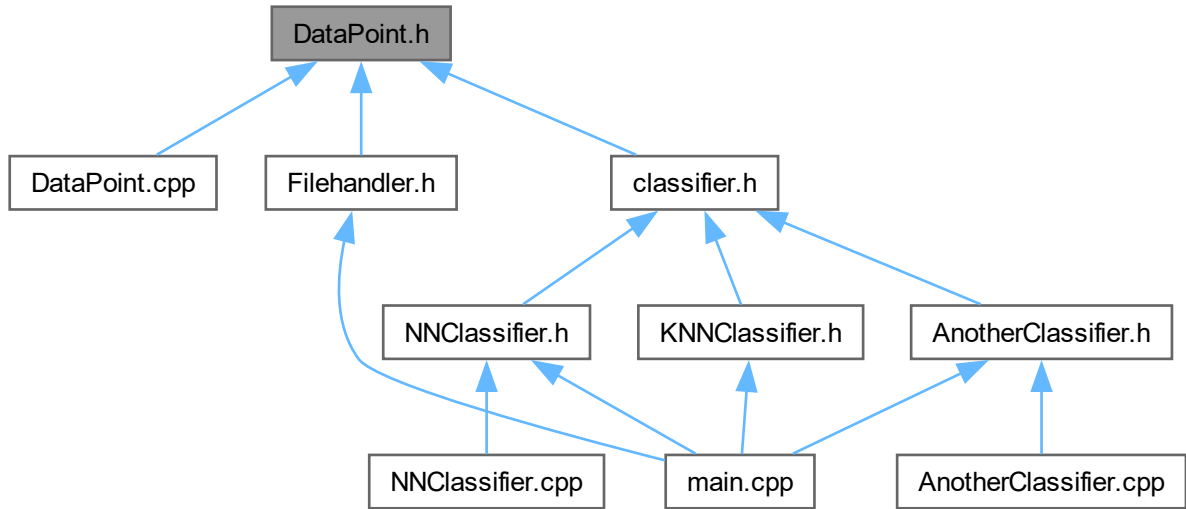 DataPoint.h
DataPoint.cpp
Filehandler.h
classifier.h
NNClassifier.h
KNNClassifier.h
AnotherClassifier.h
NNClassifier.cpp
main.cpp
AnotherClassifier.cpp